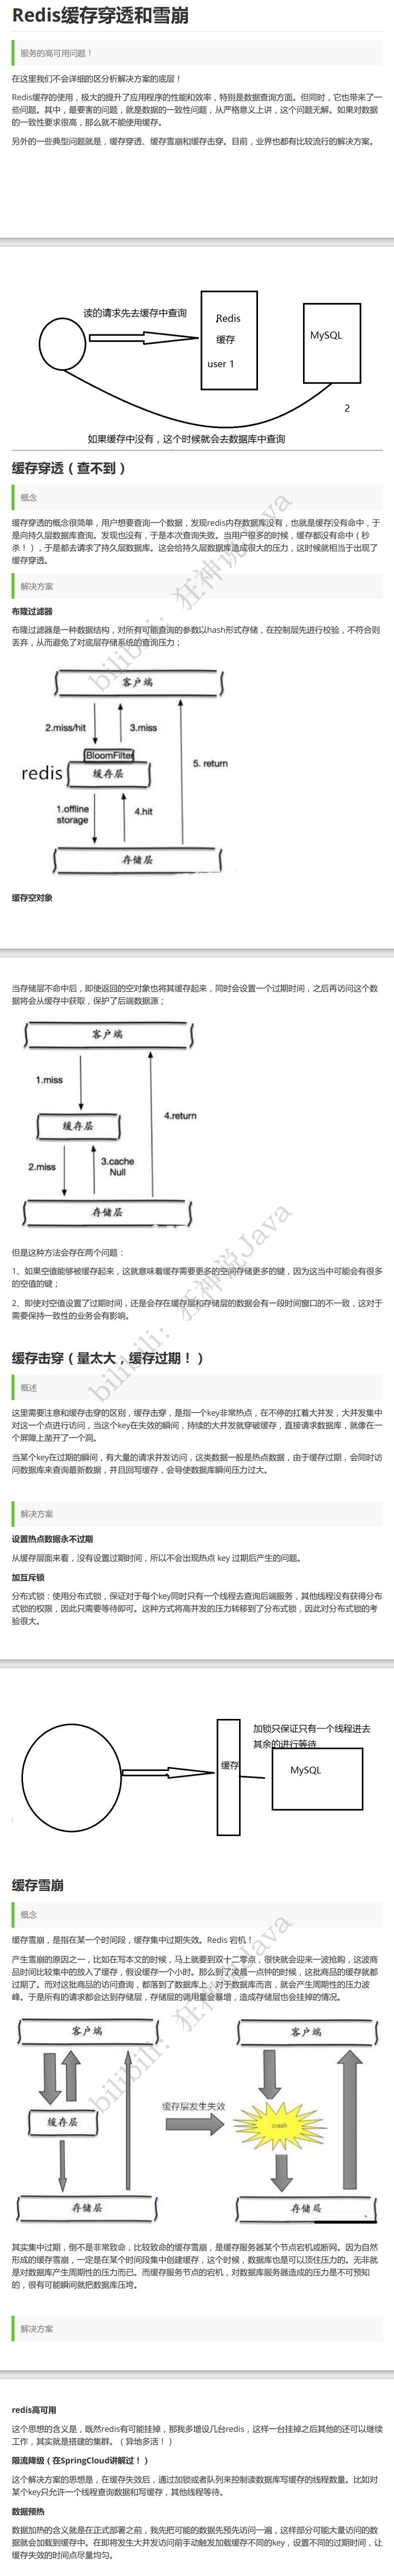 Redis缓存穿透和雪崩
服务的高可用问题！
在这里我们不会详细的区分析解决方案的底层！
Redis缓存的使用，极大的提升了应用程序的性能和效率，特别是数据查询方面。但同时，它也带来了一
些问题。其中，最要害的问题，就是数据的一致性问题，从严格意义上讲，这个问题无解。如果对数据
的一致性要求很高，那么就不能使用缓存。
另外的一些典型问题就是，缓存穿透、缓存雪崩和缓存击穿。目前，业界也都有比较流行的解决方案。
读的请求先去缓存中查询
Redis
缓存
user 1
MySQL
2
如果缓存中没有，这个时候就会去数据库中查询
缓存穿透（查不到）
概念
缓存穿透的概念很简单，用户想要查询一个数据，发现redis内存数据库没有，也就是缓存没有命中，于
是向持久层数据库查询。发现也没有，于是本次查询失败。当用户很多的时候，缓存都没有命中（秒
杀！），于是都去请求了持久层数据库。这会给持久层数据库造成很大的压力，这时候就相当于出现了
缓存穿透。
解决方案
布隆过滤器
布隆过滤器是一种数据结构，对所有可能查询的参数以hash形式存储，在控制层先进行校验，不符合则
丢弃，从而避免了对底层存储系统的查询压力；
客户端
2.miss/hit
3.miss
BloomFilter
redis
缓存层
5. return
1.offline
storage
4.hit
存储层
缓存空对象
bilibili：狂神说Java
当存储层不命中后，即使返回的空对象也将其缓存起来，同时会设置一个过期时间，之后再访问这个数
据将会从缓存中获取，保护了后端数据源；
客户端
1.miss
4.return
缓存层
2.miss
3.cache
Null
存储层
但是这种方法会存在两个问题：
1、如果空值能够被缓存起来，这就意味着缓存需要更多的空间存储更多的键，因为这当中可能会有很多
的空值的键；
2、即使对空值设置了过期时间，还是会存在缓存层和存储层的数据会有一段时间窗口的不一致，这对于
需要保持一致性的业务会有影响。
缓存击穿（量太大，缓存过期！）
概述
这里需要注意和缓存击穿的区别，缓存击穿，是指一个key非常热点，在不停的扛着大并发，大并发集中
对这一个点进行访问，当这个key在失效的瞬间，持续的大并发就穿破缓存，直接请求数据库，就像在一
个屏障上凿开了一个洞。
当某个key在过期的瞬间，有大量的请求并发访问，这类数据一般是热点数据，由于缓存过期，会同时访
问数据库来查询最新数据，并且回写缓存，会导使数据库瞬间压力过大。
解决方案
设置热点数据永不过期
从缓存层面来看，没有设置过期时间，所以不会出现热点 key 过期后产生的问题。
加互斥锁
分布式锁：使用分布式锁，保证对于每个key同时只有一个线程去查询后端服务，其他线程没有获得分布
式锁的权限，因此只需要等待即可。这种方式将高并发的压力转移到了分布式锁，因此对分布式锁的考
验很大。
bilibili：狂神说Java
加锁只保证只有一个线程进去
其余的进行等待
缓存
MySQL
缓存雪崩
概念
缓存雪崩，是指在某一个时间段，缓存集中过期失效。Redis 宕机！
产生雪崩的原因之一，比如在写本文的时候，马上就要到双十二零点，很快就会迎来一波抢购，这波商
品时间比较集中的放入了缓存，假设缓存一个小时。那么到了凌晨一点钟的时候，这批商品的缓存就都
过期了。而对这批商品的访问查询，都落到了数据库上，对于数据库而言，就会产生周期性的压力波
峰。于是所有的请求都会达到存储层，存储层的调用量会暴增，造成存储层也会挂掉的情况。
客户端
客户端
缓存层发生失效
缓存层
crash
存储层
存储层
bilibili：狂神说Java
其实集中过期，倒不是非常致命，比较致命的缓存雪崩，是缓存服务器某个节点宕机或断网。因为自然
形成的缓存雪崩，一定是在某个时间段集中创建缓存，这个时候，数据库也是可以顶住压力的。无非就
是对数据库产生周期性的压力而已。而缓存服务节点的宕机，对数据库服务器造成的压力是不可预知
的，很有可能瞬间就把数据库压垮。
解决方案
redis高可用
这个思想的含义是，既然redis有可能挂掉，那我多增设几台redis，这样一台挂掉之后其他的还可以继续
工作，其实就是搭建的集群。（异地多活！）
限流降级（在SpringCloud讲解过！）
这个解决方案的思想是，在缓存失效后，通过加锁或者队列来控制读数据库写缓存的线程数量。比如对
某个key只允许一个线程查询数据和写缓存，其他线程等待。
数据预热
数据加热的含义就是在正式部署之前，我先把可能的数据先预先访问一遍，这样部分可能大量访问的数
据就会加载到缓存中。在即将发生大并发访问前手动触发加载缓存不同的key，设置不同的过期时间，让
缓存失效的时间点尽量均匀。